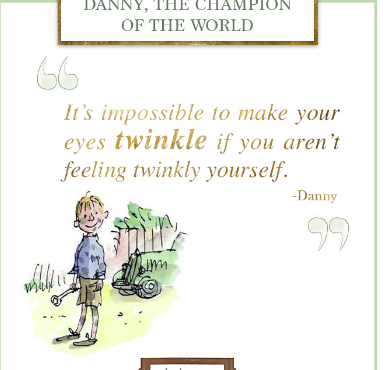 DANNY, THE CHAMPION
OF THE WORLD
“
It's impossible to make your
eyes twinkle if you aren't
feeling twinkly yourself.
-Danny
”